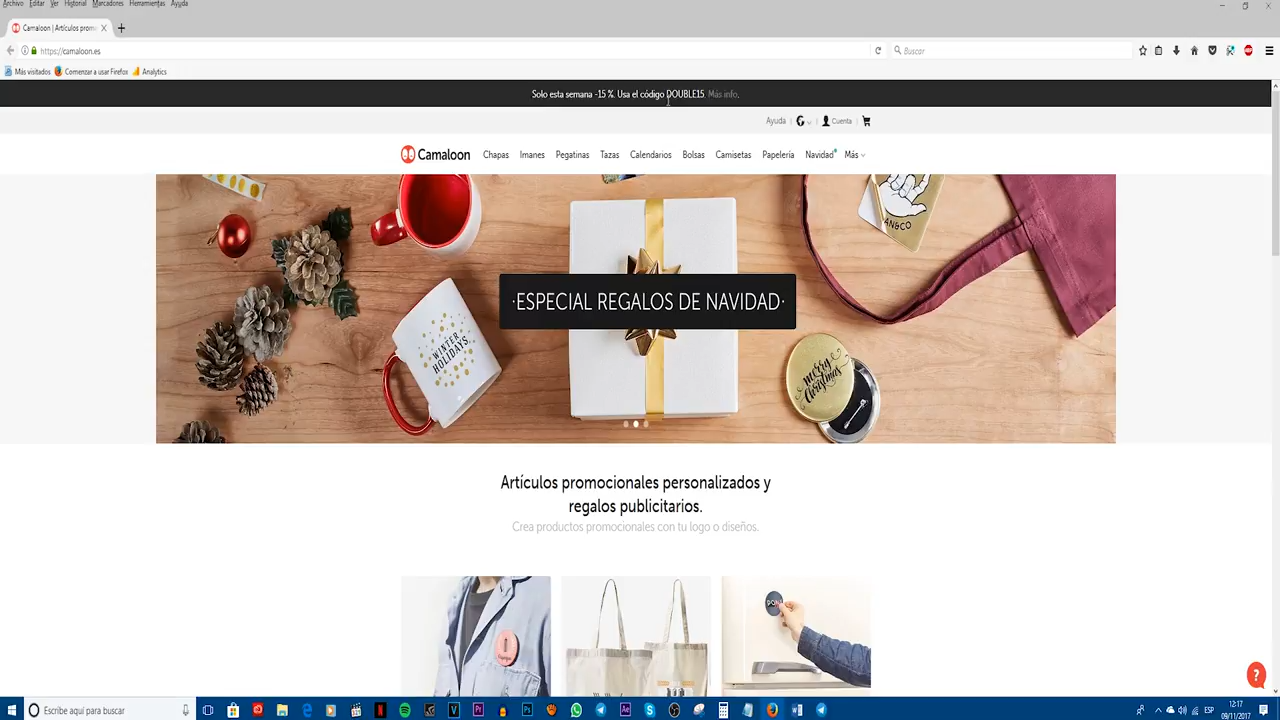 Archivo Editar Ver Historial Marcadores Herramientas Ayuda
Camaloon | Artículos prom
https://camaloon.es
Buscar
Más visitados Comenzar a usar Firefox Analytics
Solo esta semana -15 %. Usa el código DOUBLE15. Más info.
Ayuda | | Cuenta |
Camaloon Chapas Imanes Pegatinas Tazas Calendarios Bolsas Camisetas Papelería Navidad Más
AN&CO
·ESPECIAL REGALOS DE NAVIDAD·
WINTER
HOLIDAYS
merry
Christmas
Artículos promocionales personalizados y
regalos publicitarios.
Crea productos promocionales con tu logo o diseños.
?
Escribe aquí para buscar
ESP
12:17
09/11/2017